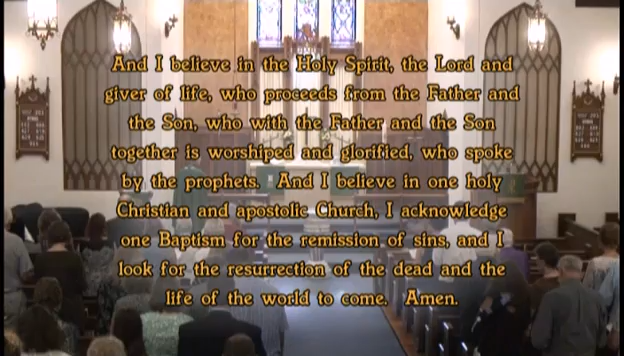 And I believe in the Holy Spirit, the Lord and
giver of life, who proceeds from the Father and
the Son, who with the Father and the Son
together is worshiped and glorified, who spoke
by the prophets. And I believe in one holy
Christian and apostolic Church, I acknowledge
one Baptism for the remission of sins, and I
look for the resurrection of the dead and the
life of the world to come. Amen.